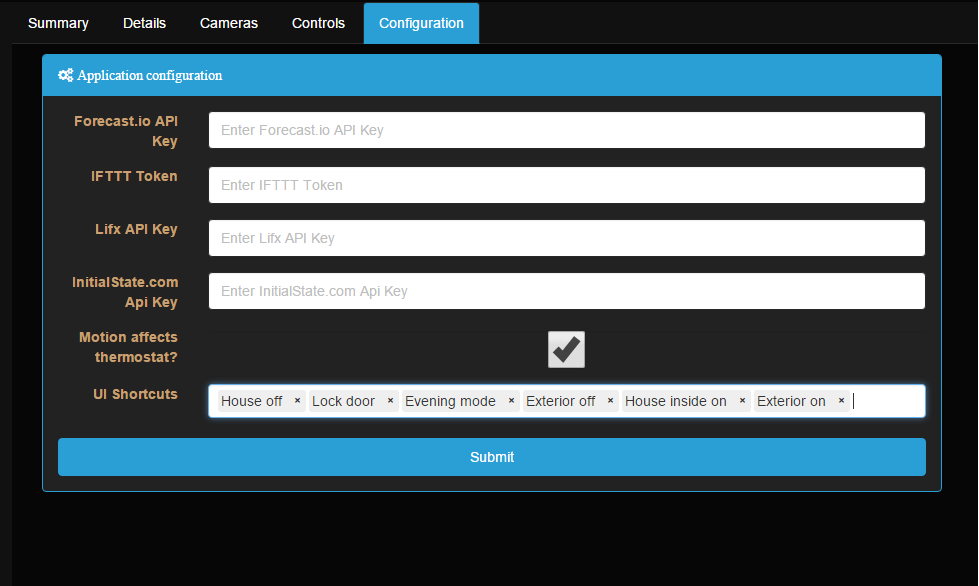 Summary Details Cameras Controls Configuration
Application configuration
Forecast.io API
Key
Enter Forecast.io API Key
IFTTT Token
Enter IFTTT Token
Lifx API Key
Enter Lifx API Key
InitialState.com
Api Key
Enter InitialState.com Api Key
Motion affects
thermostat?
UI Shortcuts
House off × Lock door × Evening mode × Exterior off × House inside on × Exterior on ×
Submit